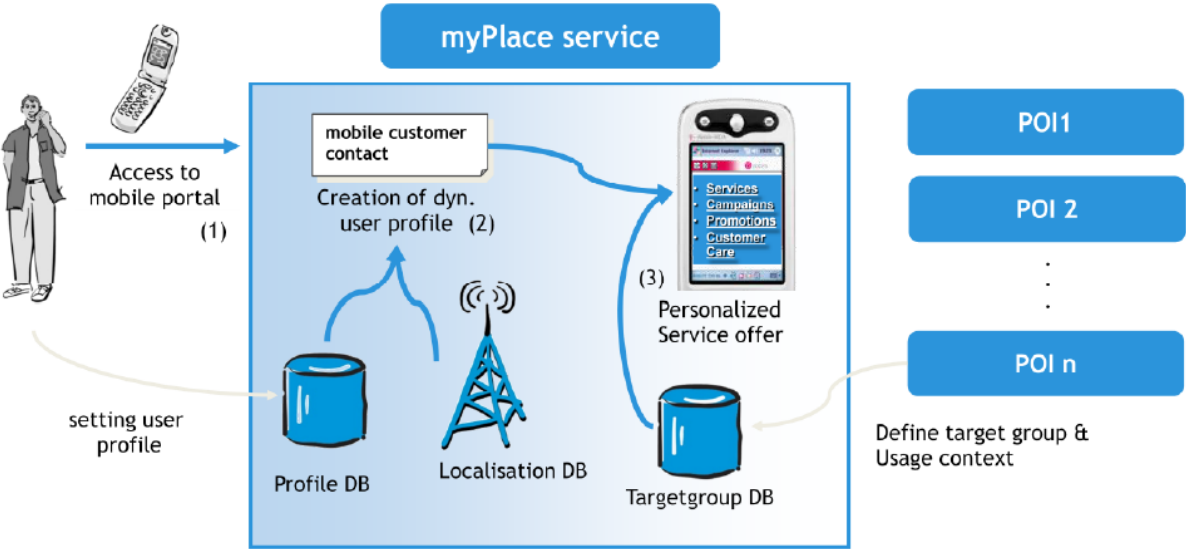 myPlace service
Access to
mobile portal
(1)
mobile customer
contact
Creation of dyn.
user profile (2)
Internet Explorer
Services
Campaigns
Promotions
Customer
Care
(3)
Personalized
Service offer
POI1
POI 2
.
.
.
POI n
setting user
profile
Profile DB
Localisation DB
Targetgroup DB
Define target group &
Usage context